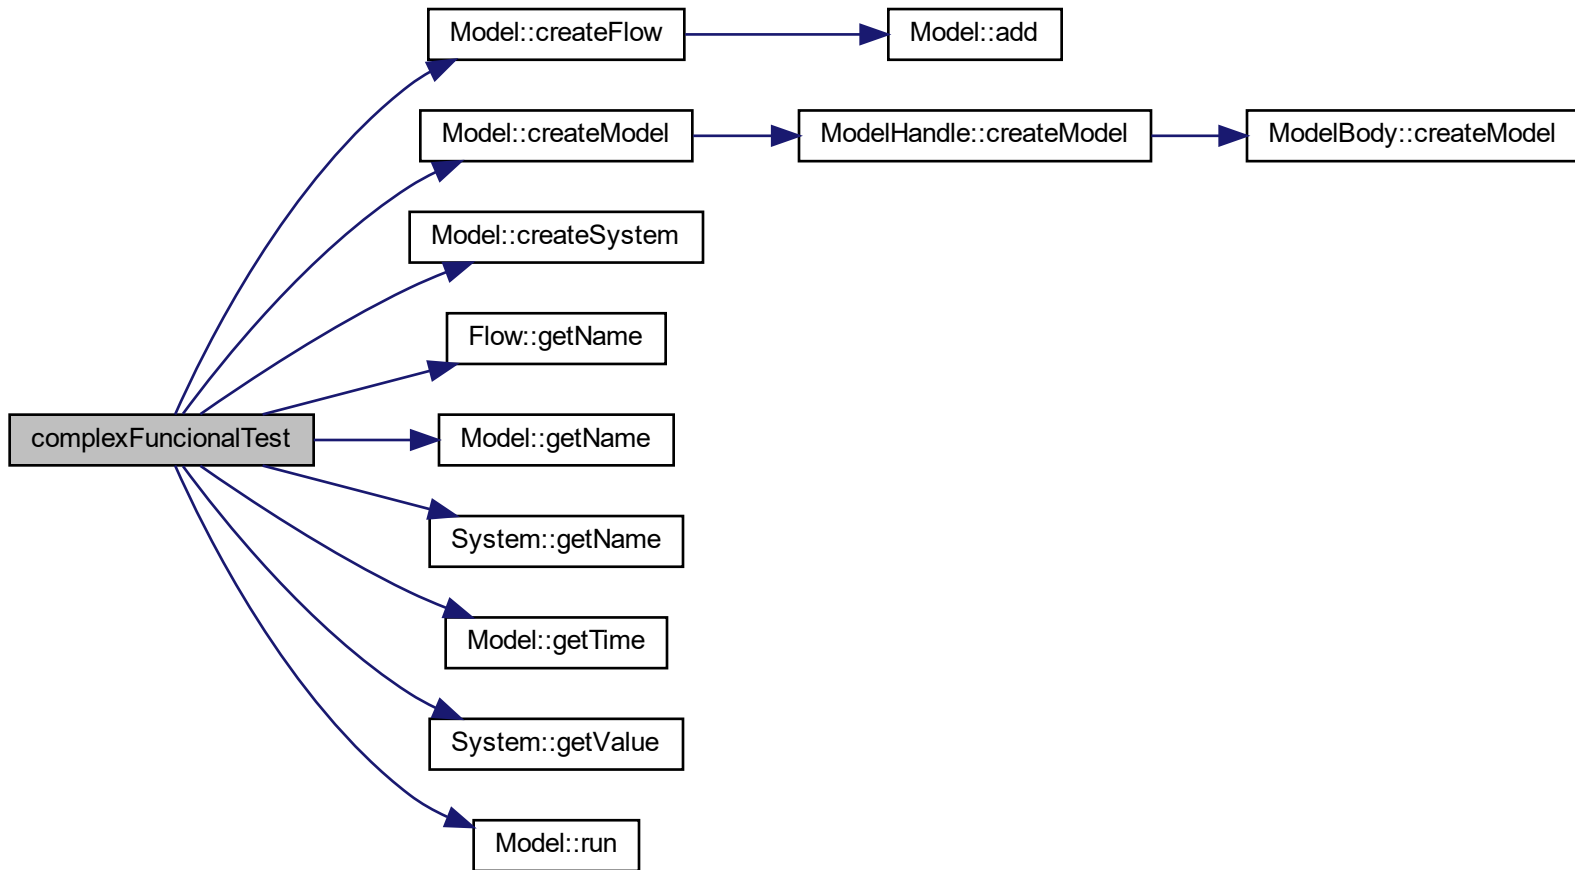 Model::createFlow
Model::add
Model::createModel
ModelHandle::createModel
ModelBody::createModel
Model::createSystem
Flow::getName
complexFuncionalTest
Model::getName
System::getName
Model::getTime
System::getValue
Model::run